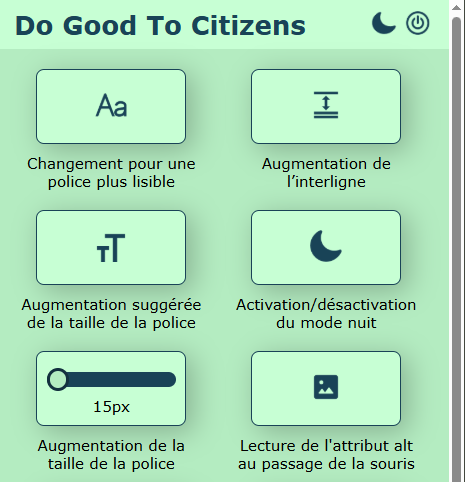 Do Good To Citizens
Aa
Changement pour une
police plus lisible
Augmentation de
l’interligne
TT
Augmentation suggérée
de la taille de la police
Activation/désactivation
du mode nuit
15px
Augmentation de la
taille de la police
Lecture de l'attribut alt
au passage de la souris